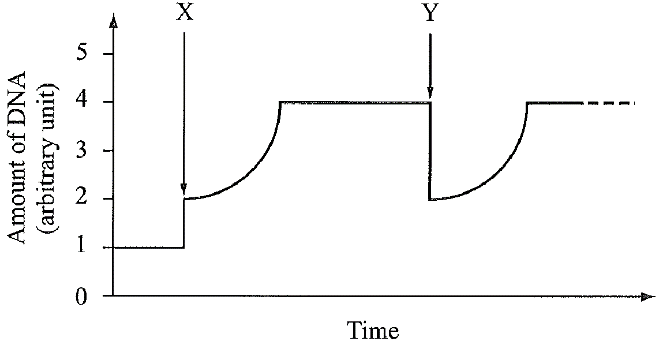 X
Y
5
4
3
2
1
0
Amount of DNA
(arbitrary unit)
Time